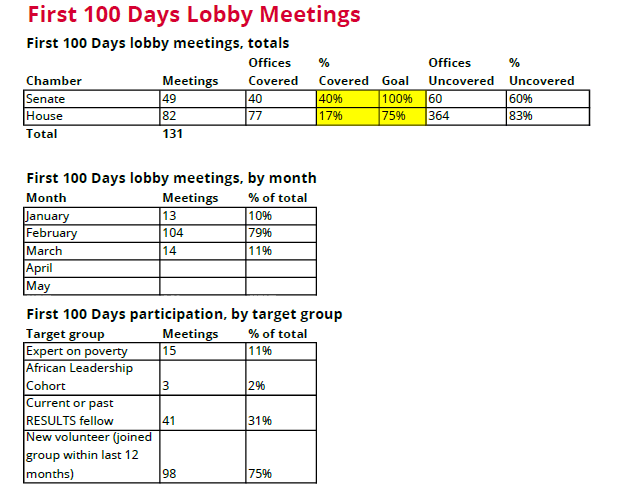 First 100 Days Lobby Meetings
First 100 Days lobby meetings, totals
Offices % Offices %
Chamber Meetings Covered Covered Goal Uncovered Uncovered
Senate 49 40 40% 100% 60 60%
House 82 77 17% 75% 364 83%
Total 131
First 100 Days lobby meetings, by month
Month Meetings % of total
January 13 10%
February 104 79%
March 14 11%
April
May
First 100 Days participation, by target group
Target group Meetings % of total
Expert on poverty 15 11%
African Leadership
Cohort 3 2%
Current or past
RESULTS fellow 41 31%
New volunteer (joined
group within last 12
months) 98 75%